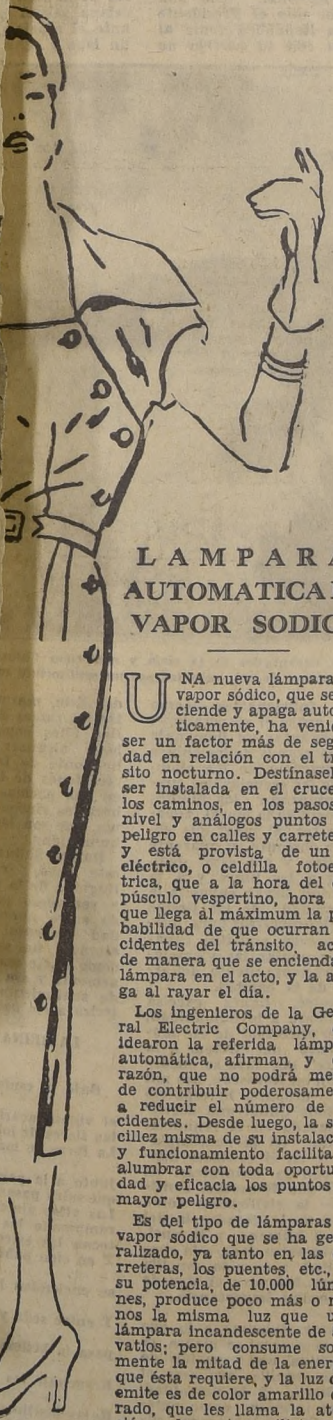 LAMPARA
AUTOMATICA
VAPOR SODIC
UNA nueva lámpara
vapor sódico, que se
ciende y apaga auto
ticamente, ha veni
ser un factor más de seg
dad en relación con el t
sito nocturno. Destínasel
ser instalada en el cruce
los caminos, en los pasos
nivel y análogos puntos
peligro en calles y carrete
y está provista de un
eléctrico, o celdilla fotoe
trica, que a la hora del
púsculo vespertino, hora
que llega al máximum la p
babilidad de que ocurran
cidentes del tránsito, ac
de manera que se encienda
lámpara en el acto, y la a
ga al rayar el día.
Los ingenieros de la Ge
ral Electric Company,
idearon la referida lámp
automática, afirman, y
razón, que no podrá me
de contribuir poderosame
a reducir el número de
cidentes. Desde luego, la s
cillez misma de su instalac
y funcionamiento facilita
alumbrar con toda oportu
dad y eficacia los puntos
mayor peligro.
Es del tipo de lámparas
vapor sódico que se ha ge
ralizado, ya tanto en las
rreteras, los puentes, etc.,
su potencia, de 10.000 lúm
nes, produce poco más o m
nos la misma luz que u
lámpara incandescente de
vatios; pero consume so
mente la mitad de la ener
que ésta requiere, y la luz
emite es de color amarillo
rado, que les llama la at